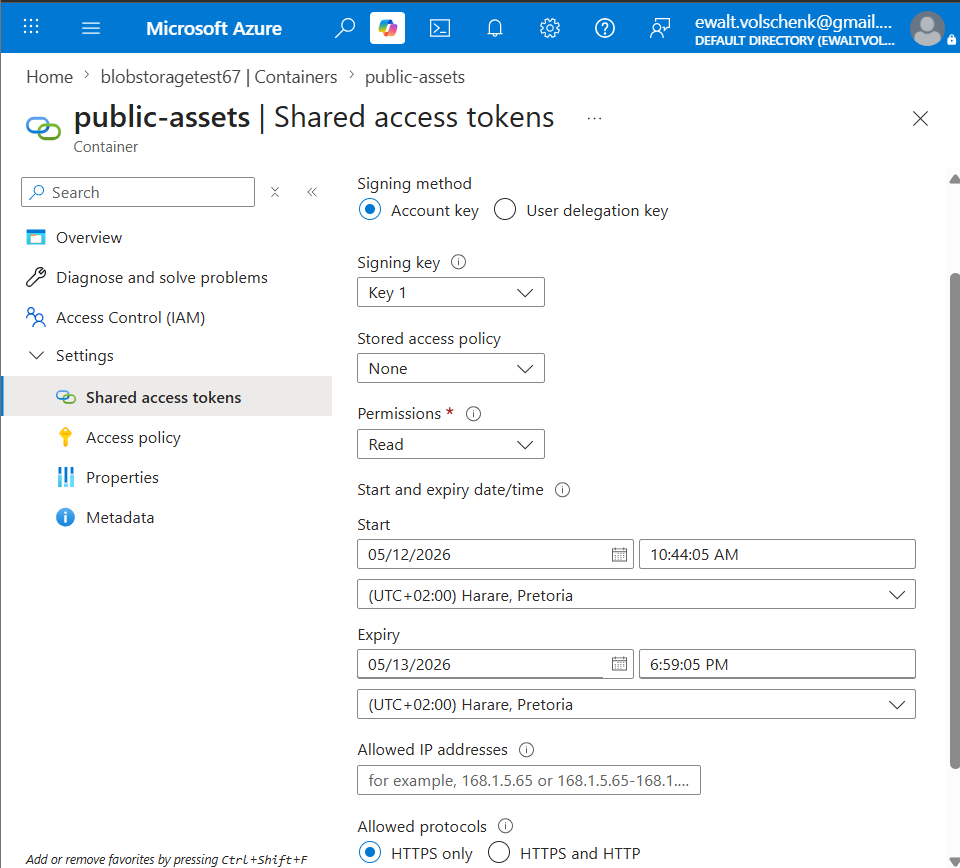 Microsoft Azure
ewalt.volschenk@gmail....
DEFAULT DIRECTORY (EWALTVOL...
Home > blobstoragetest67 | Containers > public-assets
public-assets | Shared access tokens ...
Container
Search
Overview
Diagnose and solve problems
Access Control (IAM)
Settings
Shared access tokens
Access policy
Properties
Metadata
Add or remove favorites by pressing Ctrl+Shift+F
Signing method
Account key User delegation key
Signing key
Key 1
Stored access policy
None
Permissions *
Read
Start and expiry date/time
Start
05/12/2026 10:44:05 AM
(UTC+02:00) Harare, Pretoria
Expiry
05/13/2026 6:59:05 PM
(UTC+02:00) Harare, Pretoria
Allowed IP addresses
for example, 168.1.5.65 or 168.1.5.65-168.1....
Allowed protocols
HTTPS only HTTPS and HTTP